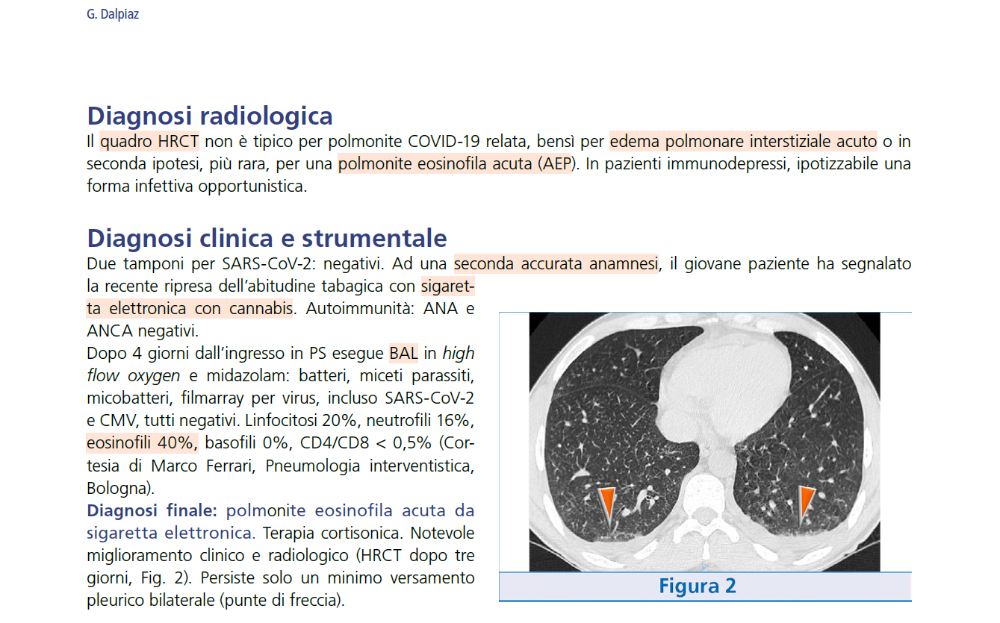 G. Dalpiaz
Diagnosi radiologica
Il quadro HRCT non è tipico per polmonite COVID-19 relata, bensì per edema polmonare interstiziale acuto o in
seconda ipotesi, più rara, per una polmonite eosinofila acuta (AEP). In pazienti immunodepressi, ipotizzabile una
forma infettiva opportunistica.
Diagnosi clinica e strumentale
Due tamponi per SARS-CoV-2: negativi. Ad una seconda accurata anamnesi, il giovane paziente ha segnalato
la recente ripresa dell'abitudine tabagica con sigaret-
ta elettronica con cannabis. Autoimmunità: ANA e
ANCA negativi.
Dopo 4 giorni dall'ingresso in PS esegue BAL in high
flow oxygen e midazolam: batteri, miceti parassiti,
micobatteri, filmarray per virus, incluso SARS-CoV-2
e CMV, tutti negativi. Linfocitosi 20%, neutrofili 16%,
eosinofili 40%, basofili 0%, CD4/CD8 < 0,5% (Cor-
tesia di Marco Ferrari, Pneumologia interventistica,
Bologna).
Diagnosi finale: polmonite eosinofila acuta da
sigaretta elettronica. Terapia cortisonica. Notevole
miglioramento clinico e radiologico (HRCT dopo tre
giorni, Fig. 2). Persiste solo un minimo versamento
pleurico bilaterale (punte di freccia).
Figura 2